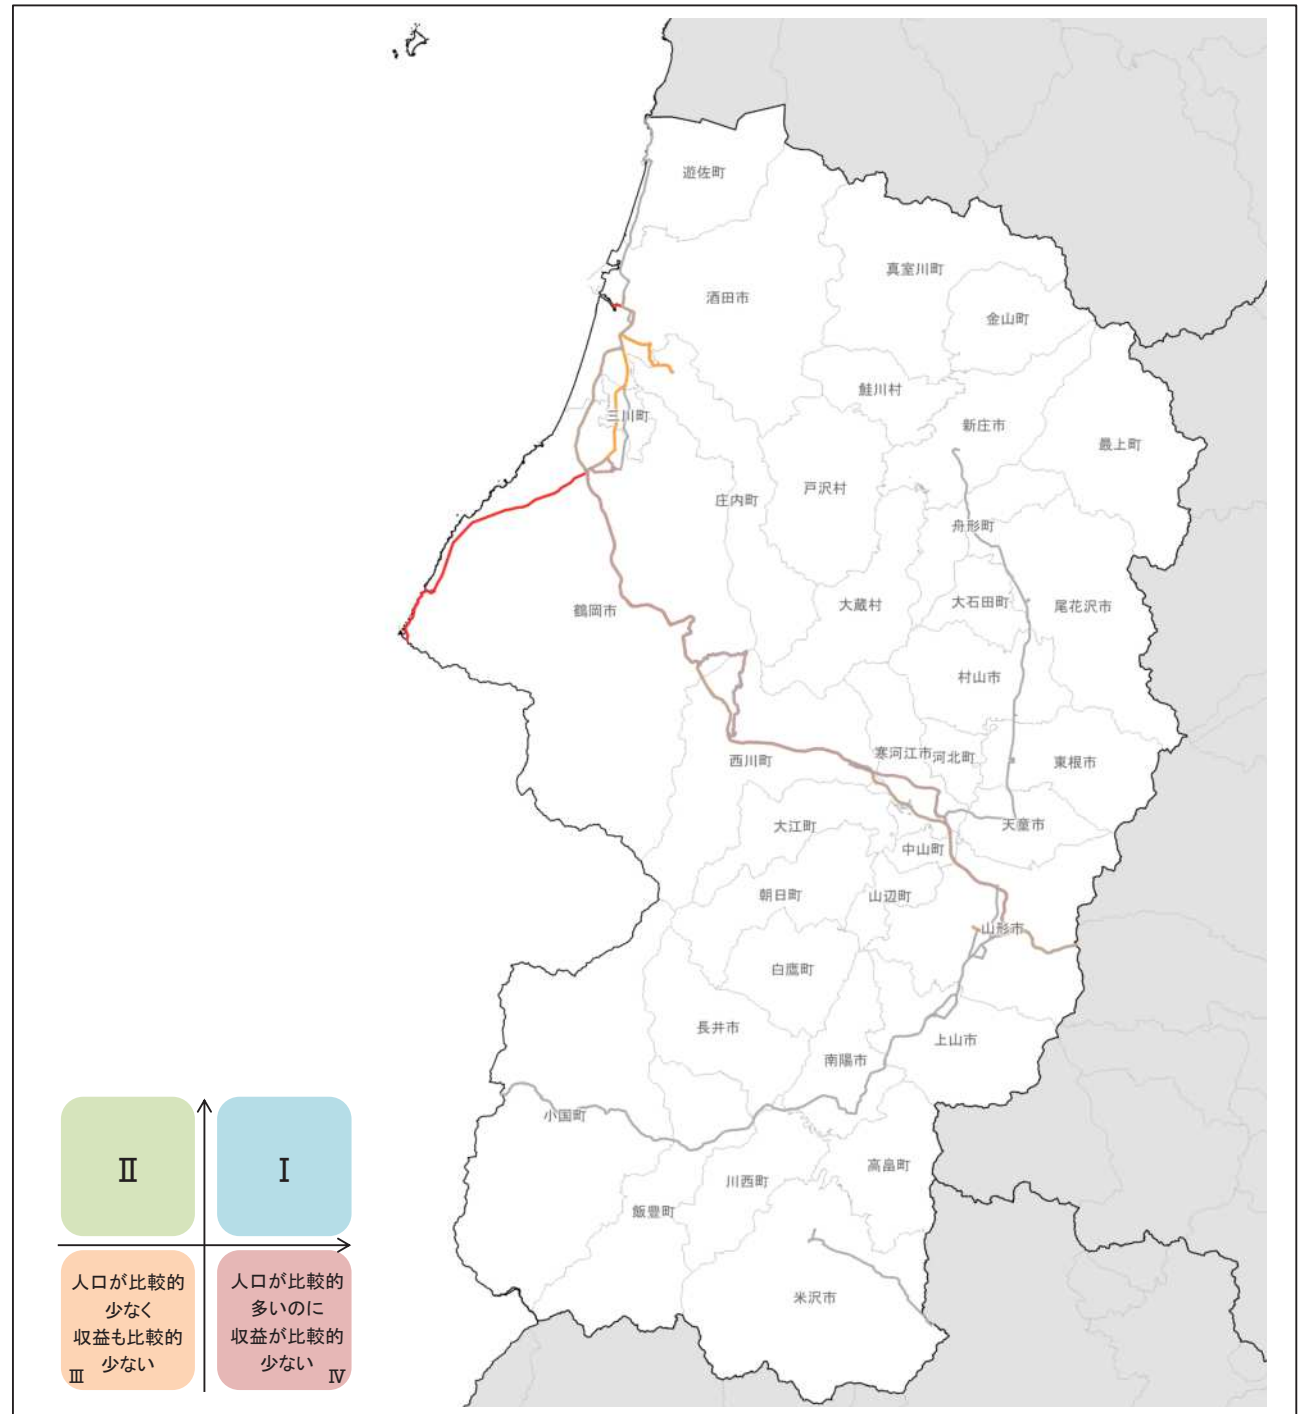 遊佐町
真室川町
酒田市
金山町
鮭川村
三川町
新庄市
最上町
戸沢村
庄内町
舟形町
大蔵村
大石田町
尾花沢市
鶴岡市
村山市
西川町
寒河江市
河北町
東根市
大江町
天童市
中山町
朝日町
山辺町
山形市
白鷹町
長井市
上山市
南陽市
小国町
高畠町
川西町
飯豊町
米沢市
Ⅱ
Ⅰ
人口が比較的
少なく
収益も比較的
少ない
Ⅲ
人口が比較的
多いのに
収益が比較的
少ない
Ⅳ